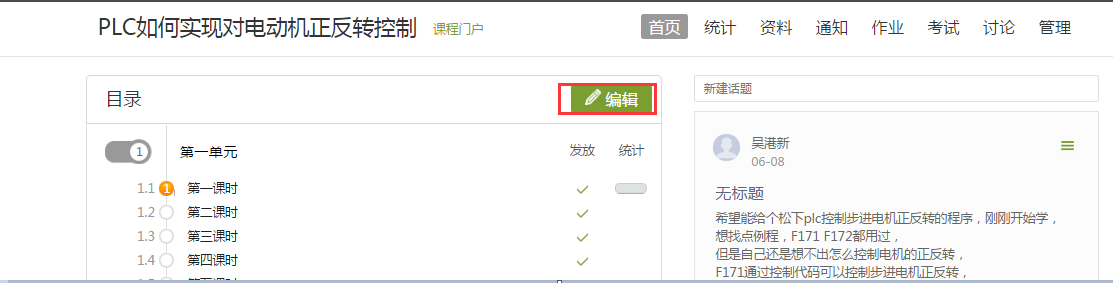 PLC如何实现对电动机正反转控制 课程门户
首页 统计 资料 通知 作业 考试 讨论 管理
目录 编辑
1 第一单元 发放 统计
1.1 1 第一课时
1.2 第二课时
1.3 第三课时
1.4 第四课时
新建话题
吴港新
06-08
无标题
希望能给个松下plc控制步进电机正反转的程序，刚刚开始学，
想找点例程，F171 F172都用过，
但是自己还是想不出怎么控制电机的正反转，
F171通过控制代码可以控制步进电机正反转，